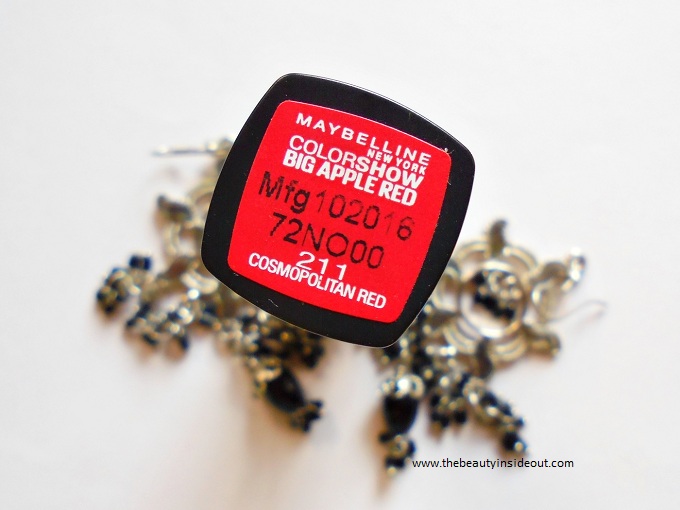 MAYBELLINE
NEW YORK
COLORSHOW
BIG APPLE RED
Mfg102016
72NO00
211
COSMOPOLITAN RED
www.thebeautyinsideout.com